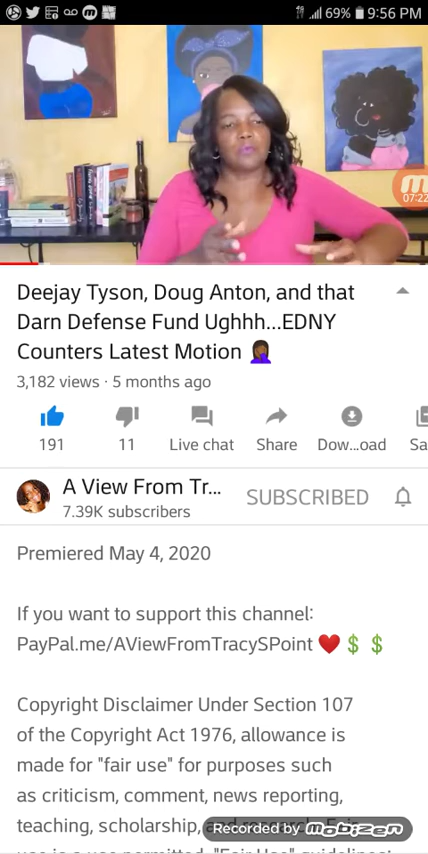 69% 9:56 PM
07:22
Deejay Tyson, Doug Anton, and that
Darn Defense Fund Ughhh...EDNY
Counters Latest Motion 🤦🏾‍♀️
3,182 views · 5 months ago
191 11 Live chat Share Dow...oad Sa
A View From Tr... SUBSCRIBED
7.39K subscribers
Premiered May 4, 2020
If you want to support this channel:
PayPal.me/AViewFromTracySPoint ❤️💲💲
Copyright Disclaimer Under Section 107
of the Copyright Act 1976, allowance is
made for "fair use" for purposes such
as criticism, comment, news reporting,
teaching, scholarship,
Recorded by mobizen